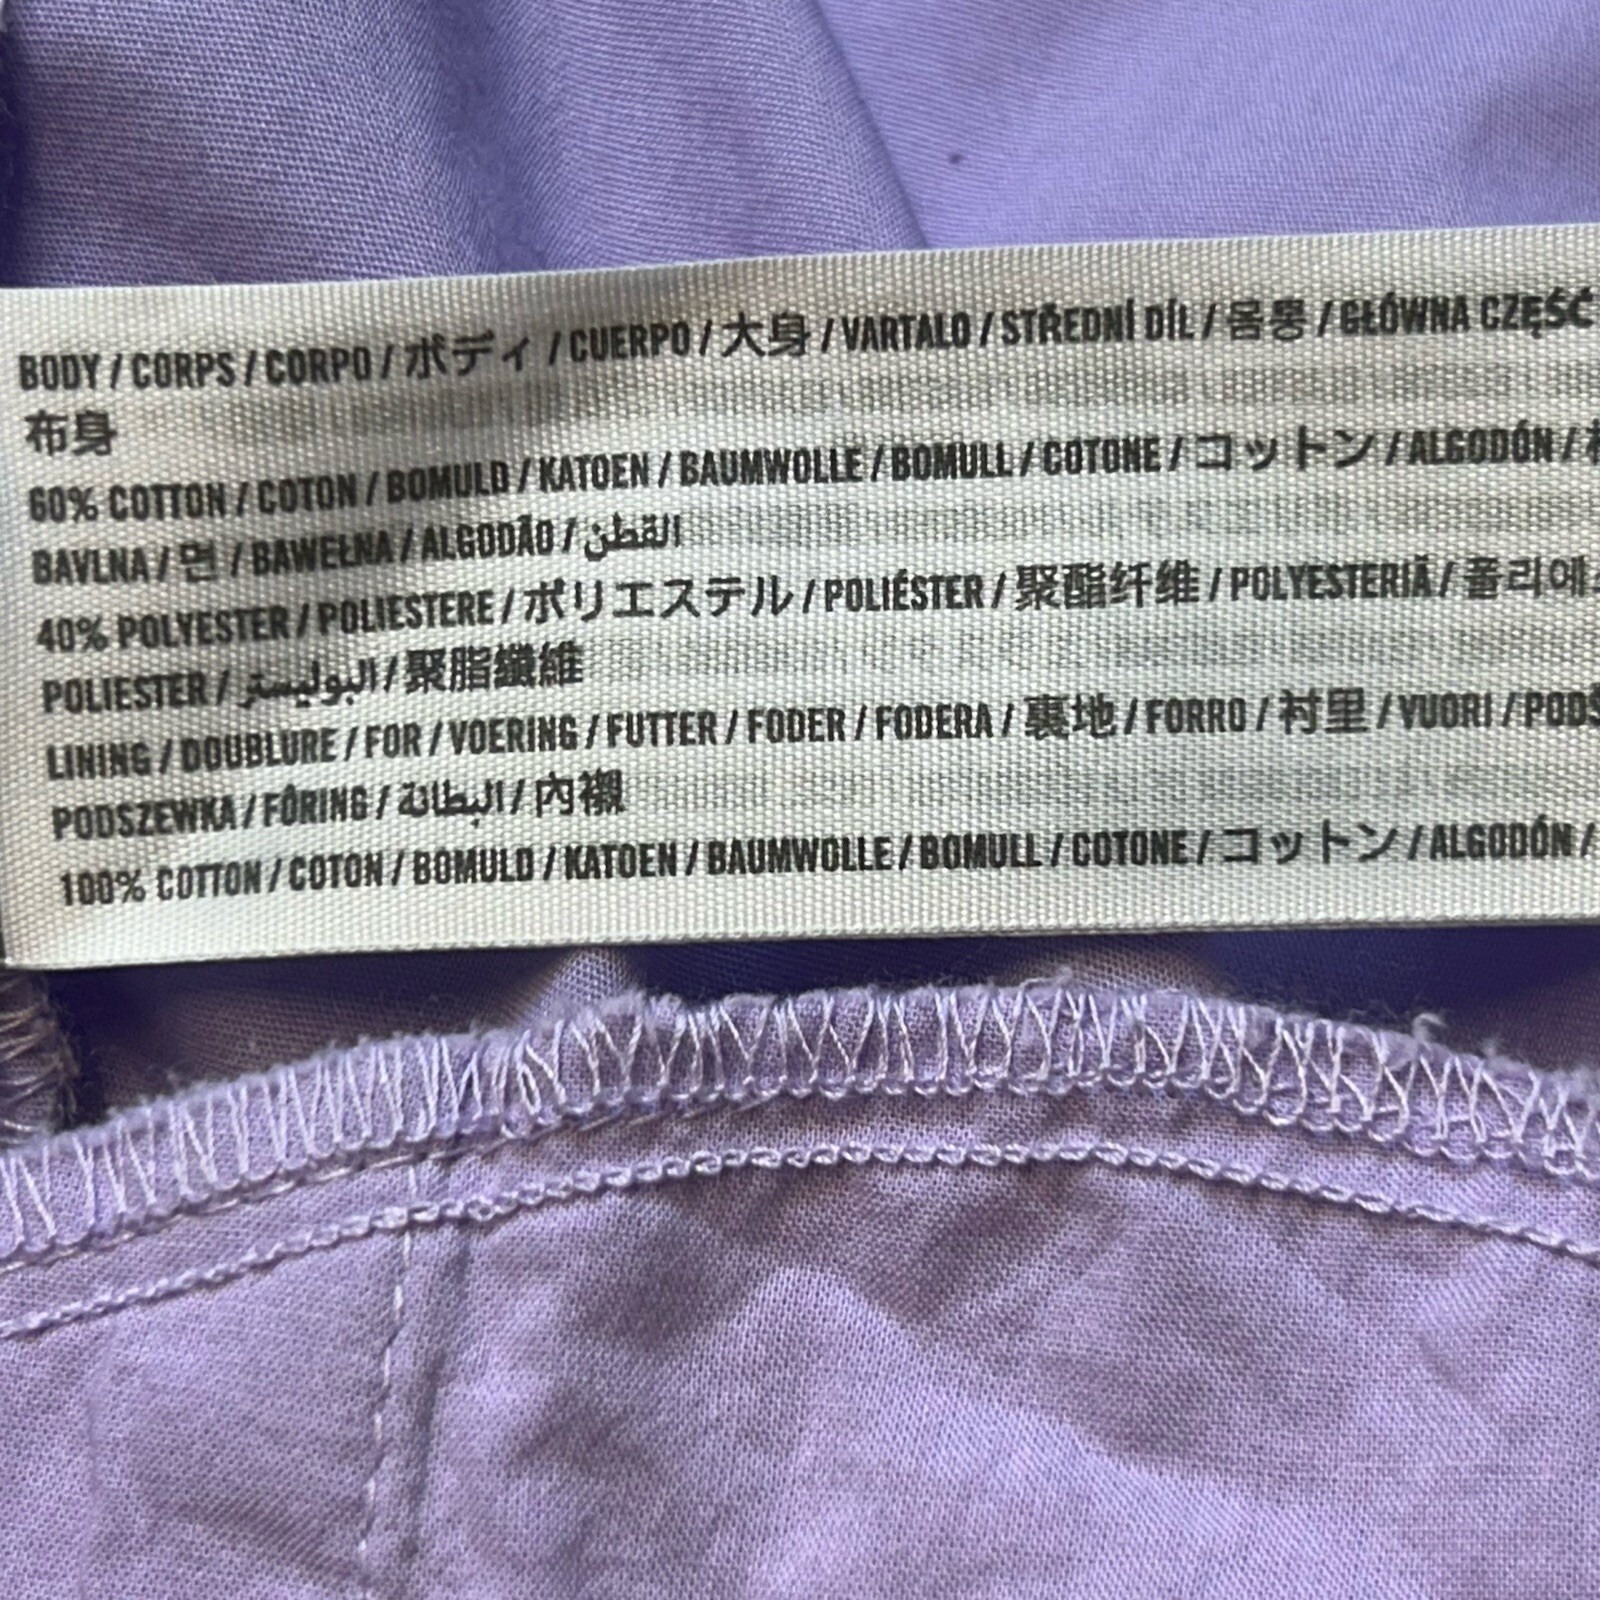 BODY / CORPS / CORPO / ボディ / CUERPO / 大身 / VARTALO / STŘEDNÍ DÍL / 몸통 / GŁÓWNA CZĘŚĆ
布身
60% COTTON / COTON / BOMULD / KATOEN / BAUMWOLLE / BOMULL / COTONE / コットン / ALGODÓN /
BAVLNA / 면 / BAWEŁNA / ALGODÃO / القطن
40% POLYESTER / POLIESTERE / ポリエステル / POLIÉSTER / 聚酯纤维 / POLYESTERIÄ / 폴리에
POLIESTER / البوليستر / 聚脂纖維
LINING / DOUBLURE / FOR / VOERING / FUTTER / FODER / FODERA / 裏地 / FORRO / 衬里 / VUORI /
PODSZEWKA / FÔRING / البطانة / 內襯
100% COTTON / COTON / BOMULD / KATOEN / BAUMWOLLE / BOMULL / COTONE / コットン / ALGODÓN /